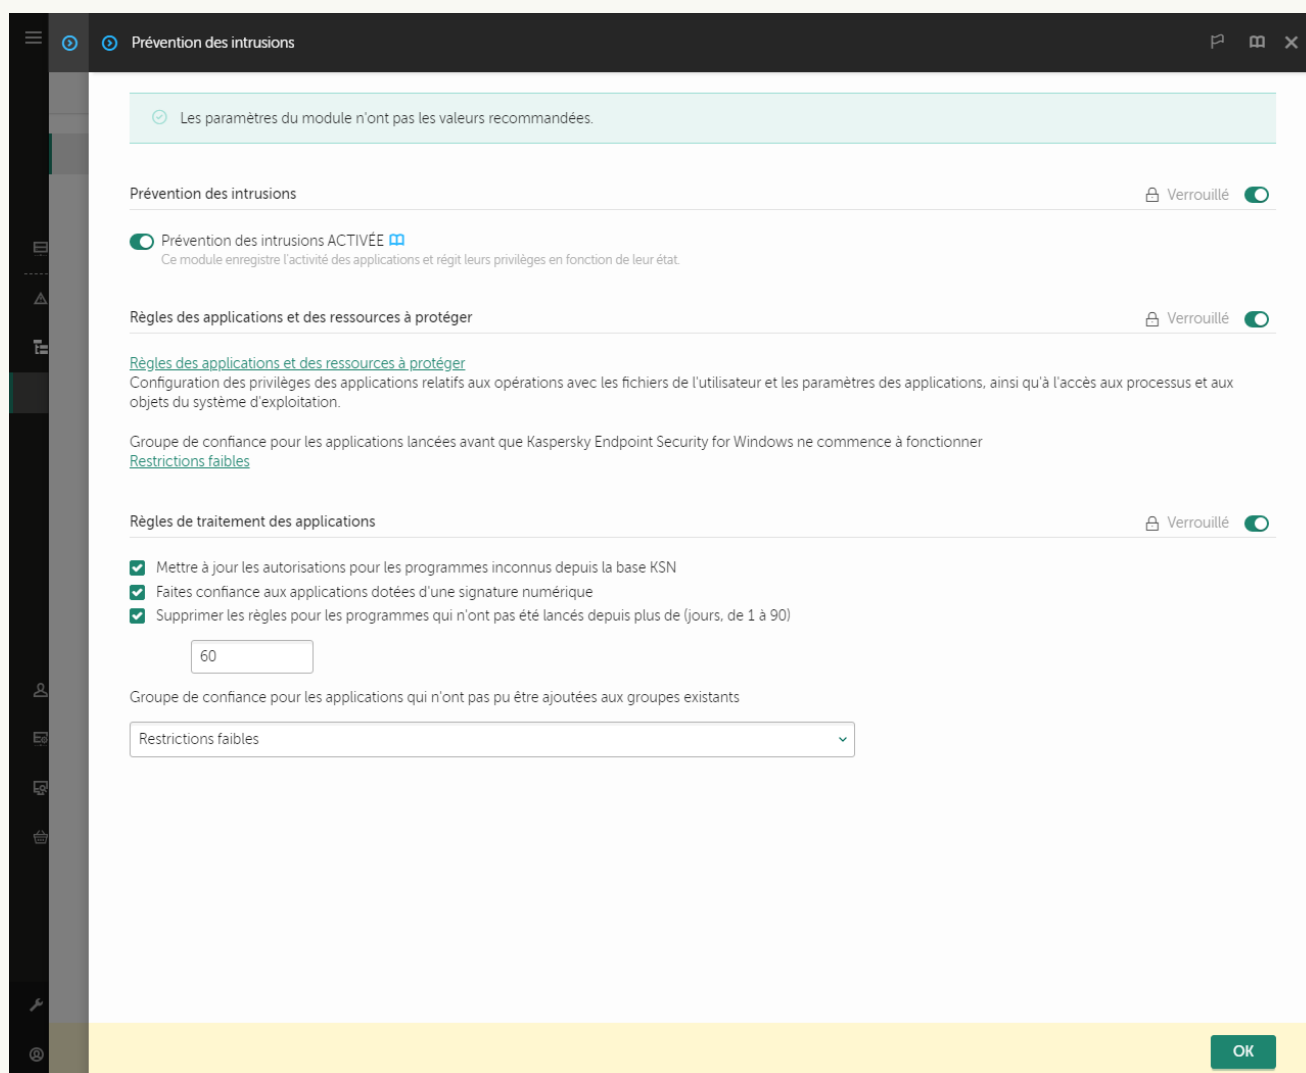 Prévention des intrusions
Les paramètres du module n'ont pas les valeurs recommandées.
Prévention des intrusions
Verrouillé
Prévention des intrusions ACTIVÉE
Ce module enregistre l'activité des applications et régit leurs privilèges en fonction de leur état.
Règles des applications et des ressources à protéger
Verrouillé
Règles des applications et des ressources à protéger
Configuration des privilèges des applications relatifs aux opérations avec les fichiers de l'utilisateur et les paramètres des applications, ainsi qu'à l'accès aux processus et aux
objets du système d'exploitation.
Groupe de confiance pour les applications lancées avant que Kaspersky Endpoint Security for Windows ne commence à fonctionner
Restrictions faibles
Règles de traitement des applications
Verrouillé
Mettre à jour les autorisations pour les programmes inconnus depuis la base KSN
Faites confiance aux applications dotées d'une signature numérique
Supprimer les règles pour les programmes qui n'ont pas été lancés depuis plus de (jours, de 1 à 90)
60
Groupe de confiance pour les applications qui n'ont pas pu être ajoutées aux groupes existants
Restrictions faibles
OK